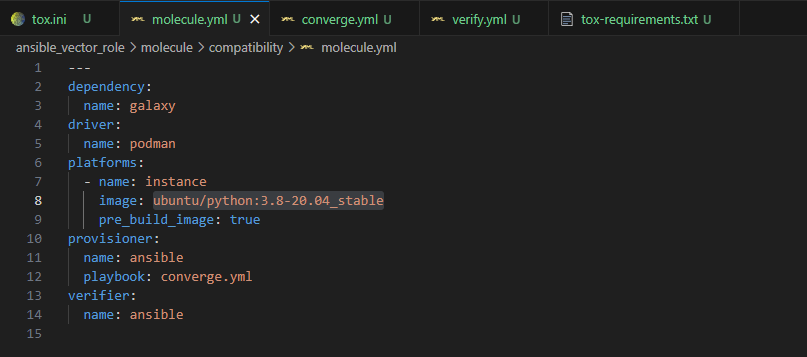 tox.ini U molecule.yml U converge.yml U verify.yml U tox-requirements.txt U
ansible_vector_role > molecule > compatibility > molecule.yml
1 ---
2 dependency:
3 name: galaxy
4 driver:
5 name: podman
6 platforms:
7 - name: instance
8 image: ubuntu/python:3.8-20.04_stable
9 pre_build_image: true
10 provisioner:
11 name: ansible
12 playbook: converge.yml
13 verifier:
14 name: ansible
15